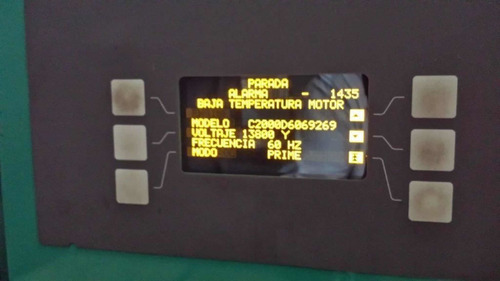 PARADA
ALARMA - 1435
BAJA TEMPERATURA MOTOR
MODELO C2000D6069269
VOLTAJE 13800 Y
FRECUENCIA 60 HZ
MODO PRIME